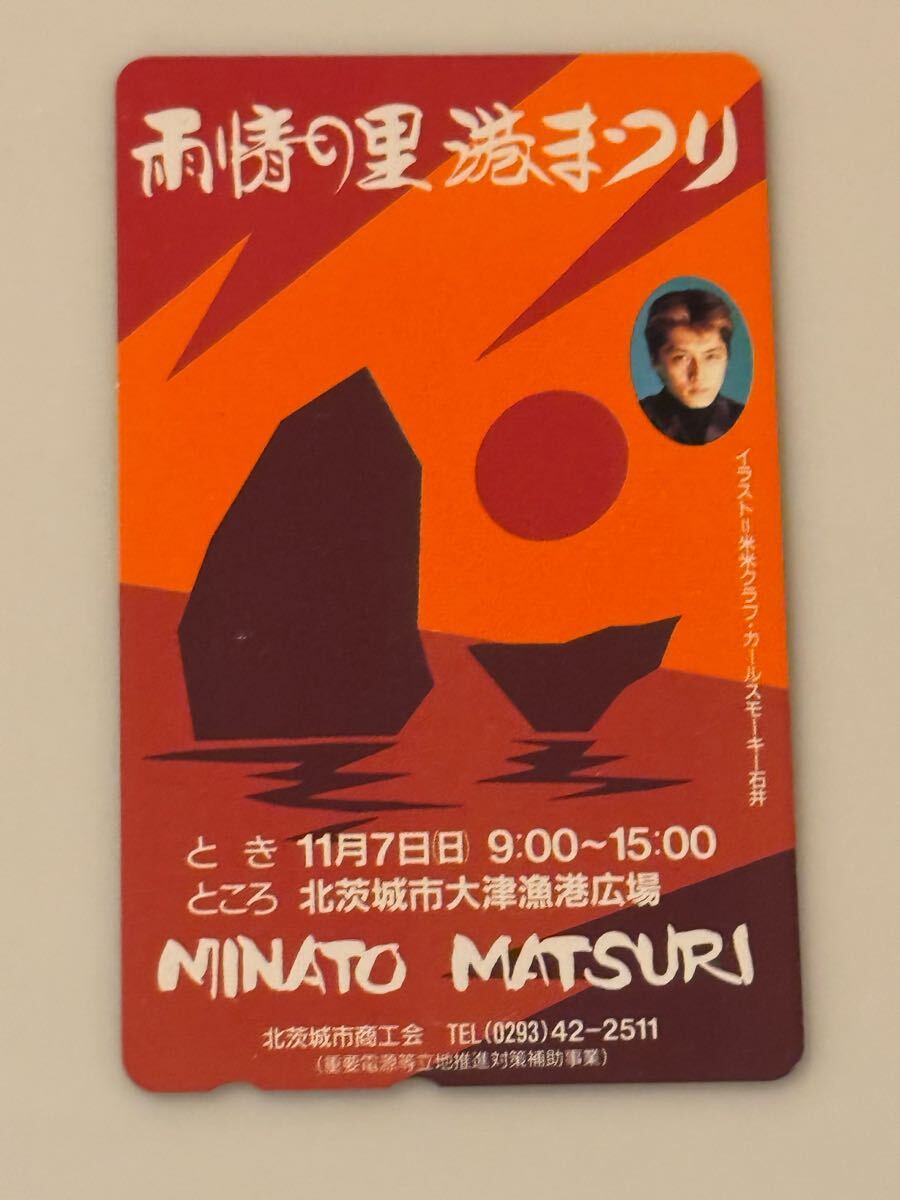 雨情の里 港まつり
イラスト=米米クラブ・カールスモーキー石井
とき 11月7日(日) 9:00~15:00
ところ 北茨城市大津漁港広場
MINATO MATSURI
北茨城市商工会 TEL(0293)42-2511
(重要電源等立地推進対策補助事業)